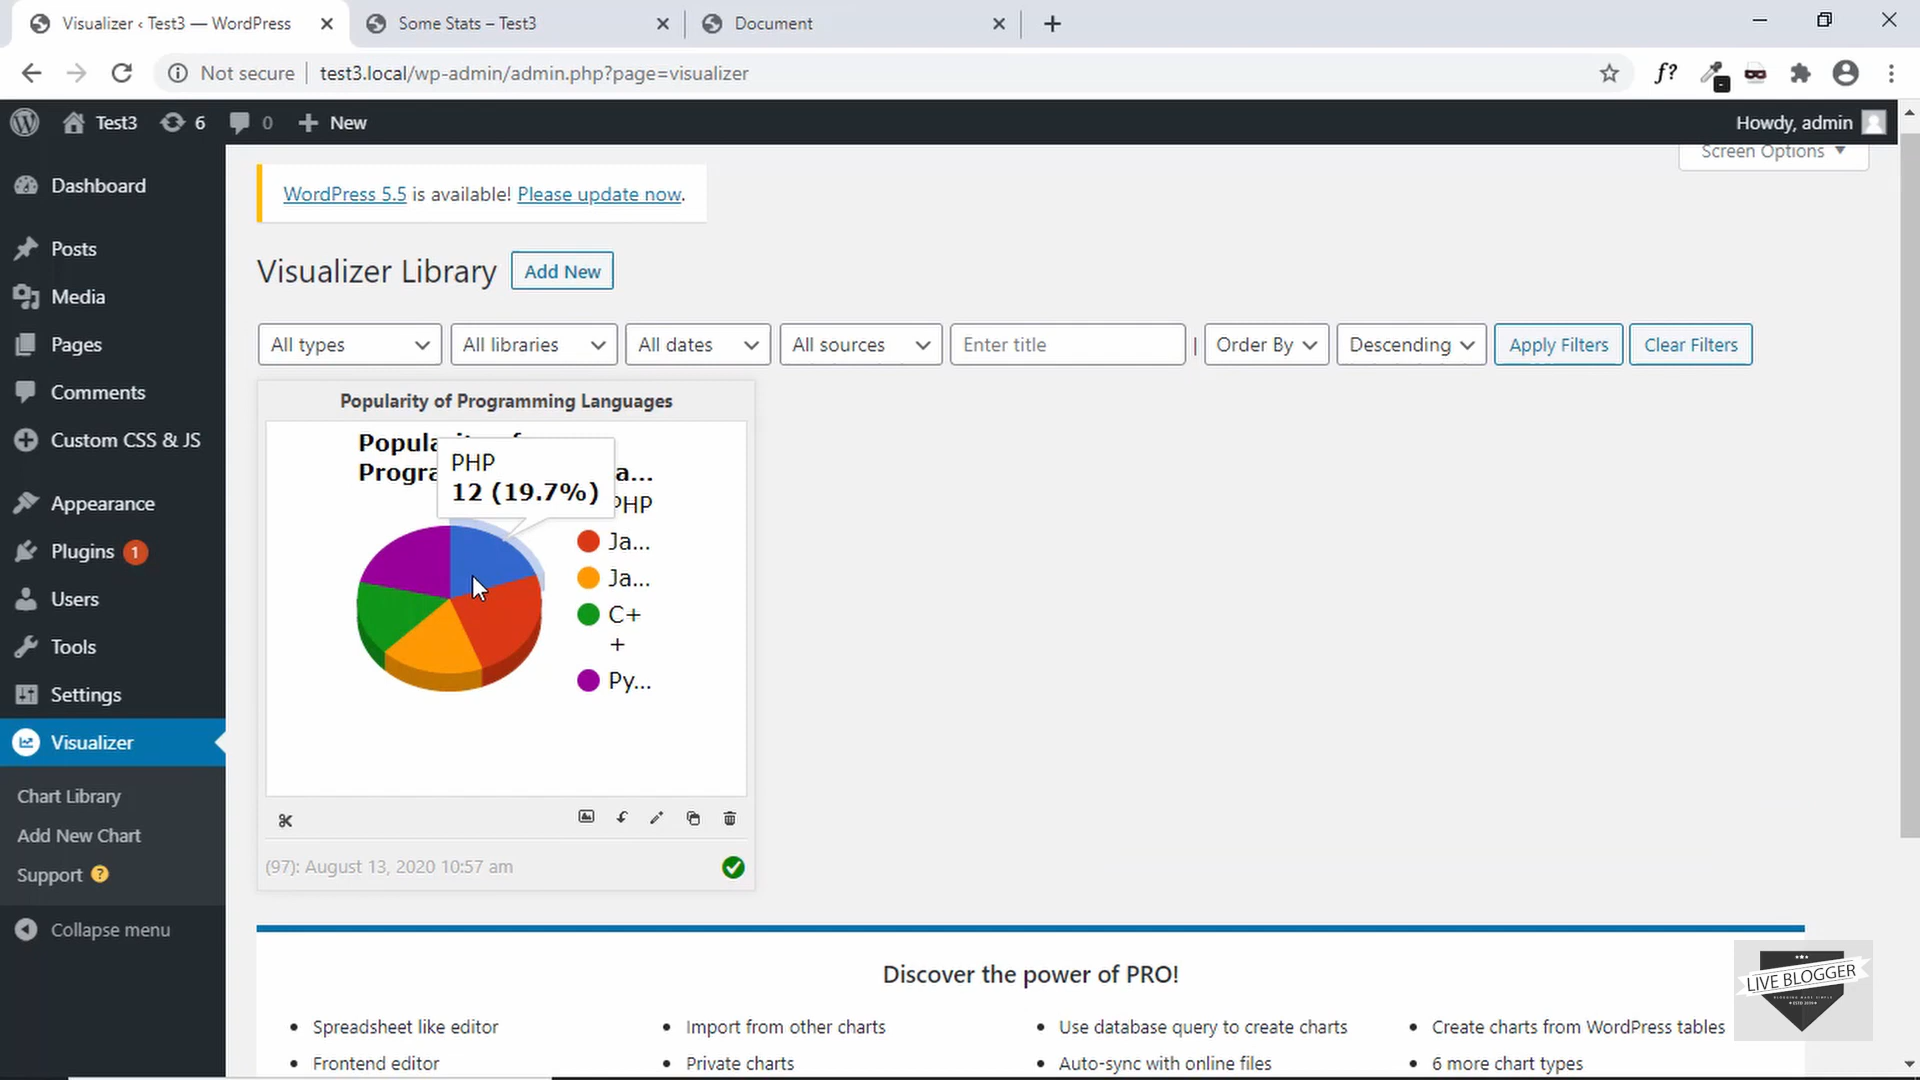 Visualizer ‹ Test3 — WordPress
Some Stats – Test3
Document
Not secure
test3.local/wp-admin/admin.php?page=visualizer
f?
Test3
6
0
New
Howdy, admin
Screen Options
Dashboard
Posts
Media
Pages
Comments
Custom CSS & JS
Appearance
Plugins 1
Users
Tools
Settings
Visualizer
Chart Library
Add New Chart
Support ?
Collapse menu
WordPress 5.5 is available! Please update now.
Visualizer Library
Add New
All types
All libraries
All dates
All sources
Enter title
|
Order By
Descending
Apply Filters
Clear Filters
Popularity of Programming Languages
PHP
12 (19.7%)
PHP
Ja...
Ja...
C+
+
Py...
(97): August 13, 2020 10:57 am
Discover the power of PRO!
Spreadsheet like editor
Import from other charts
Use database query to create charts
Create charts from WordPress tables
Frontend editor
Private charts
Auto-sync with online files
6 more chart types
LIVE BLOGGER